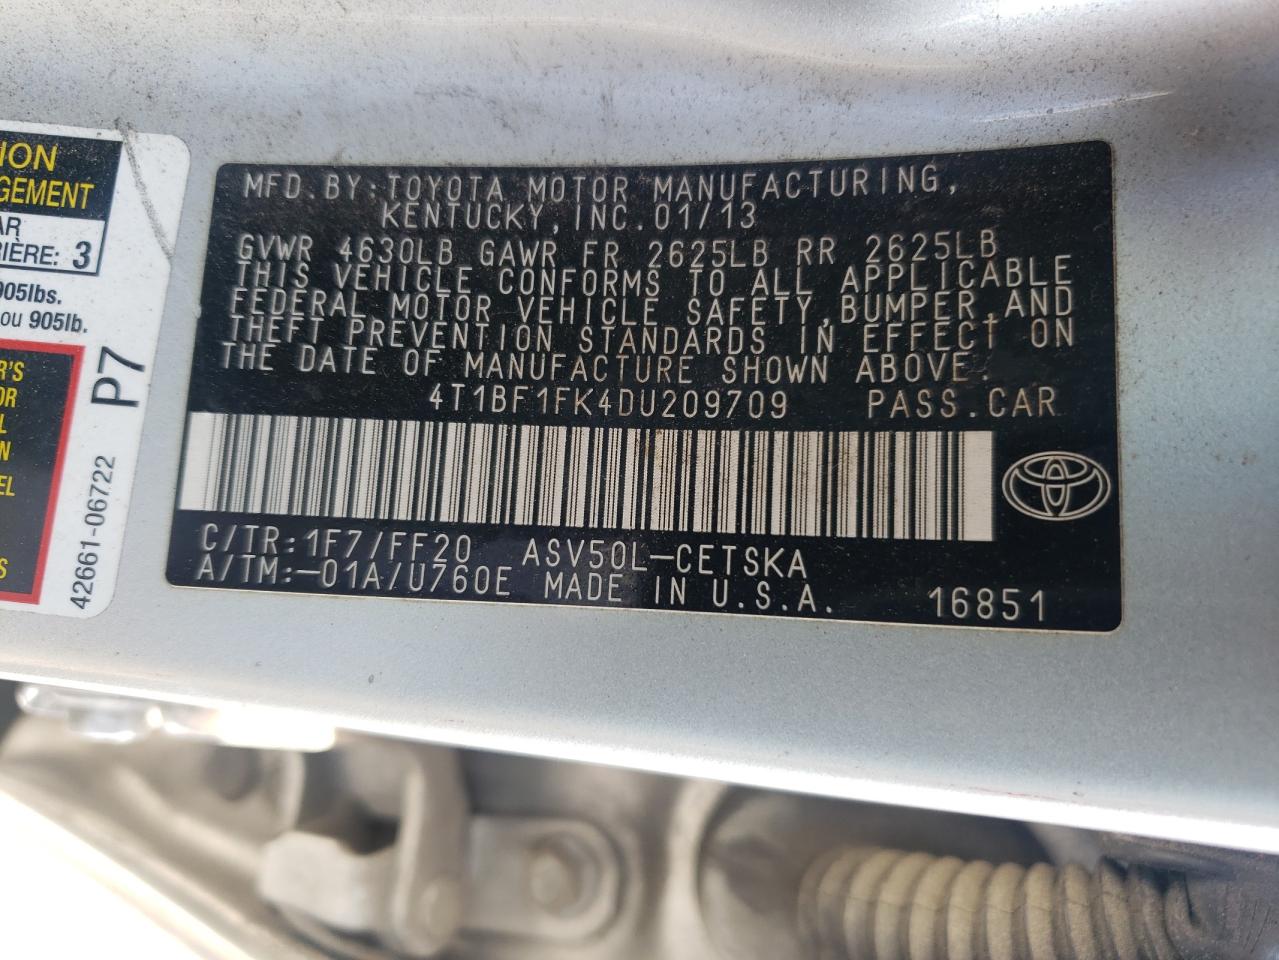 MFD. BY: TOYOTA MOTOR MANUFACTURING,
KENTUCKY, INC. 01/13
GVWR 4630LB GAWR FR 2625LB RR 2625LB
THIS VEHICLE CONFORMS TO ALL APPLICABLE
FEDERAL MOTOR VEHICLE SAFETY, BUMPER, AND
THEFT PREVENTION STANDARDS IN EFFECT ON
THE DATE OF MANUFACTURE SHOWN ABOVE.
4T1BF1FK4DU209709 PASS. CAR
C/TR: 1F7/FF20 ASV50L-CETSKA
A/TM: -01A/U760E MADE IN U.S.A. 16851
RIÈRE: 3
905lbs.
ou 905lb.
P7
42661-06722